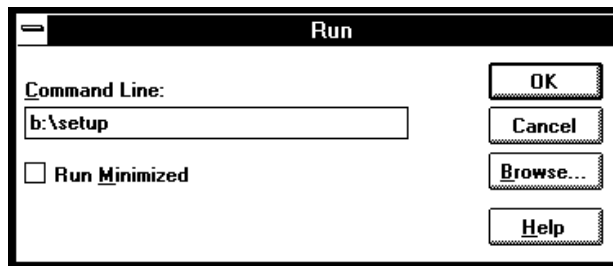 Run
Command Line:
b:\setup
Run Minimized
OK
Cancel
Browse...
Help